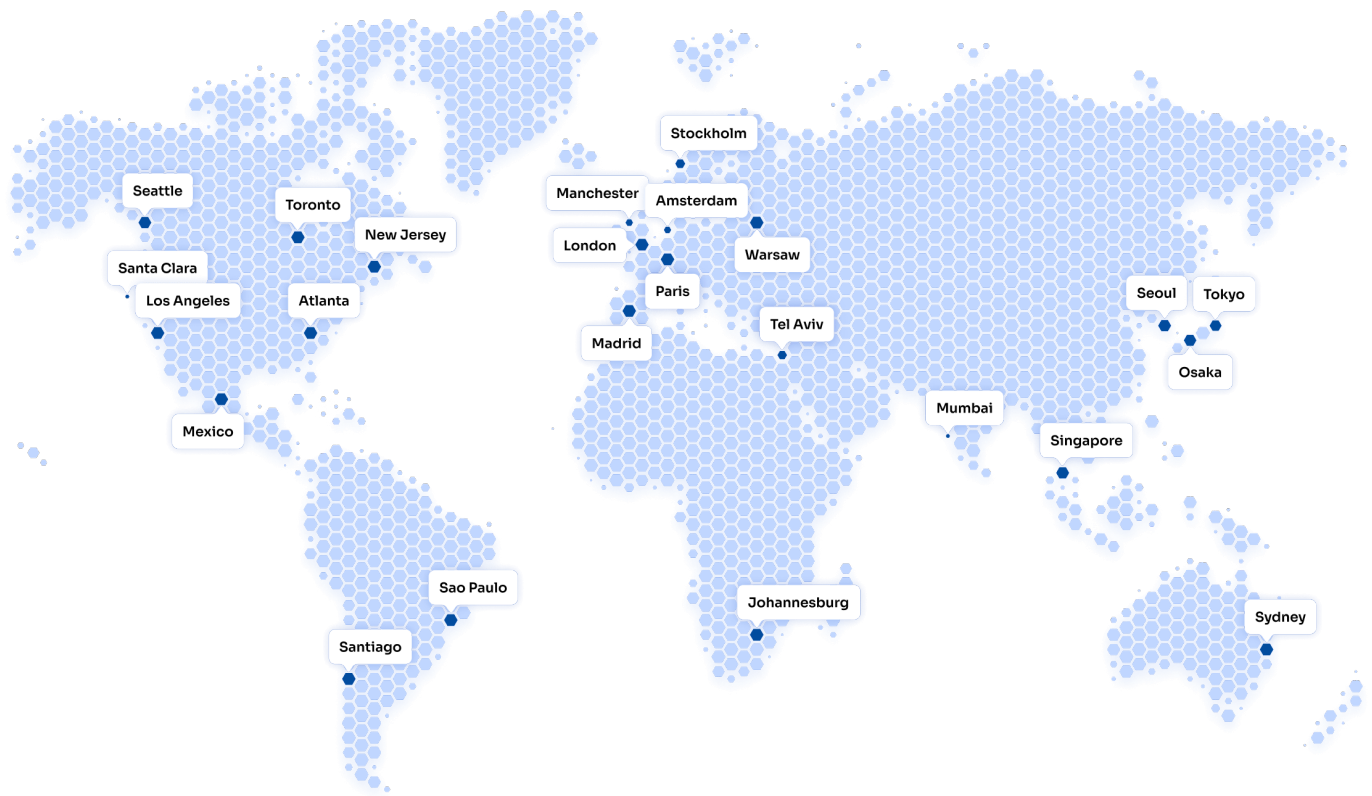 Stockholm
Seattle
Manchester
Amsterdam
Toronto
New Jersey
London
Warsaw
Santa Clara
Los Angeles
Atlanta
Paris
Seoul
Tokyo
Tel Aviv
Madrid
Osaka
Mumbai
Mexico
Singapore
Sao Paulo
Johannesburg
Sydney
Santiago